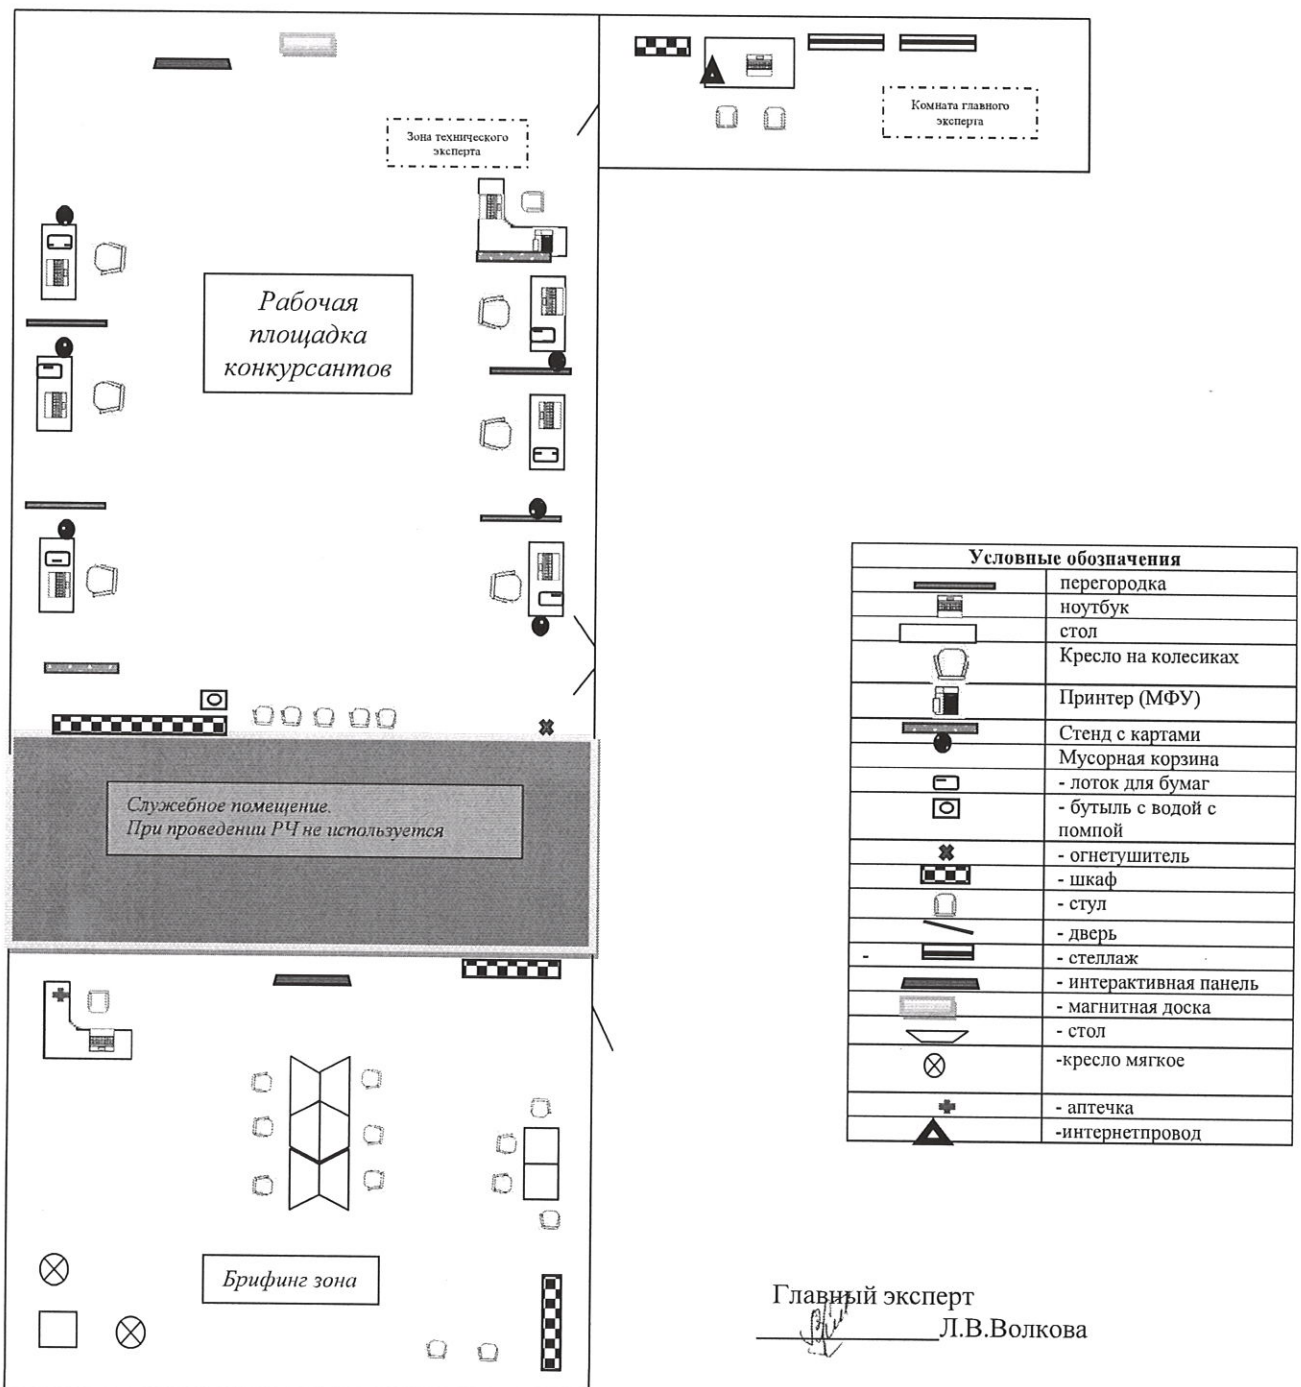 Комната главного
эксперта
Зона технического
эксперта
Рабочая
площадка
конкурсантов
Служебное помещение.
При проведении РЧ не используется
Брифинг зона
Условные обозначения
перегородка
ноутбук
стол
Кресло на колесиках
Принтер (МФУ)
Стенд с картами
Мусорная корзина
- лоток для бумаг
- бутыль с водой с
помпой
- огнетушитель
- шкаф
- стул
- дверь
- - стеллаж
- интерактивная панель
- магнитная доска
- стол
-кресло мягкое
- аптечка
-интернетпровод
Главный эксперт
Л.В.Волкова